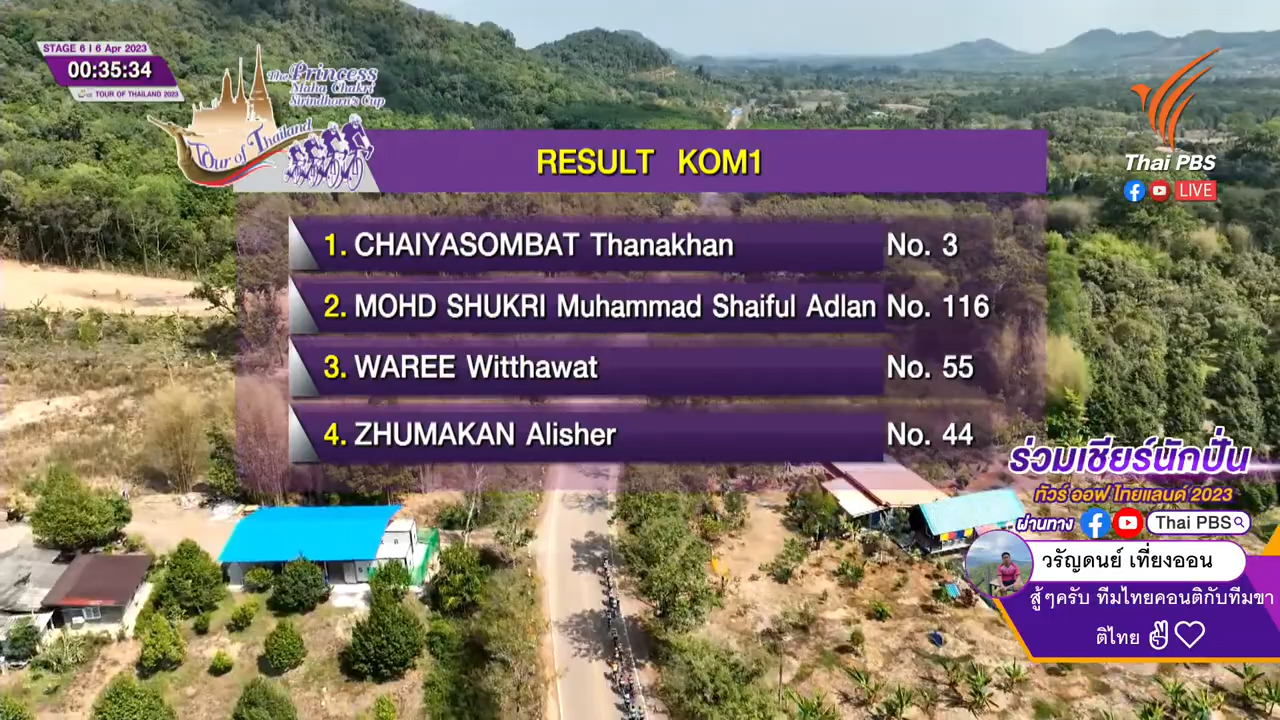 STAGE 6 | 6 Apr 2023
00:35:34
TOUR OF THAILAND 2023
The Princess
Maha Chakri
Sirindhorn's Cup
Tour of Thailand
RESULT KOM1
Thai PBS
LIVE
1. CHAIYASOMBAT Thanakhan No. 3
2. MOHD SHUKRI Muhammad Shaiful Adlan No. 116
3. WAREE Witthawat No. 55
4. ZHUMAKAN Alisher No. 44
ร่วมเชียร์นักปั่น
ทัวร์ ออฟ ไทยแลนด์ 2023
ผ่านทาง Thai PBS
วรัญดนย์ เที่ยงออน
สู้ๆครับ ทีมไทยคอนติกับทีมชา
ติไทย ✌♡